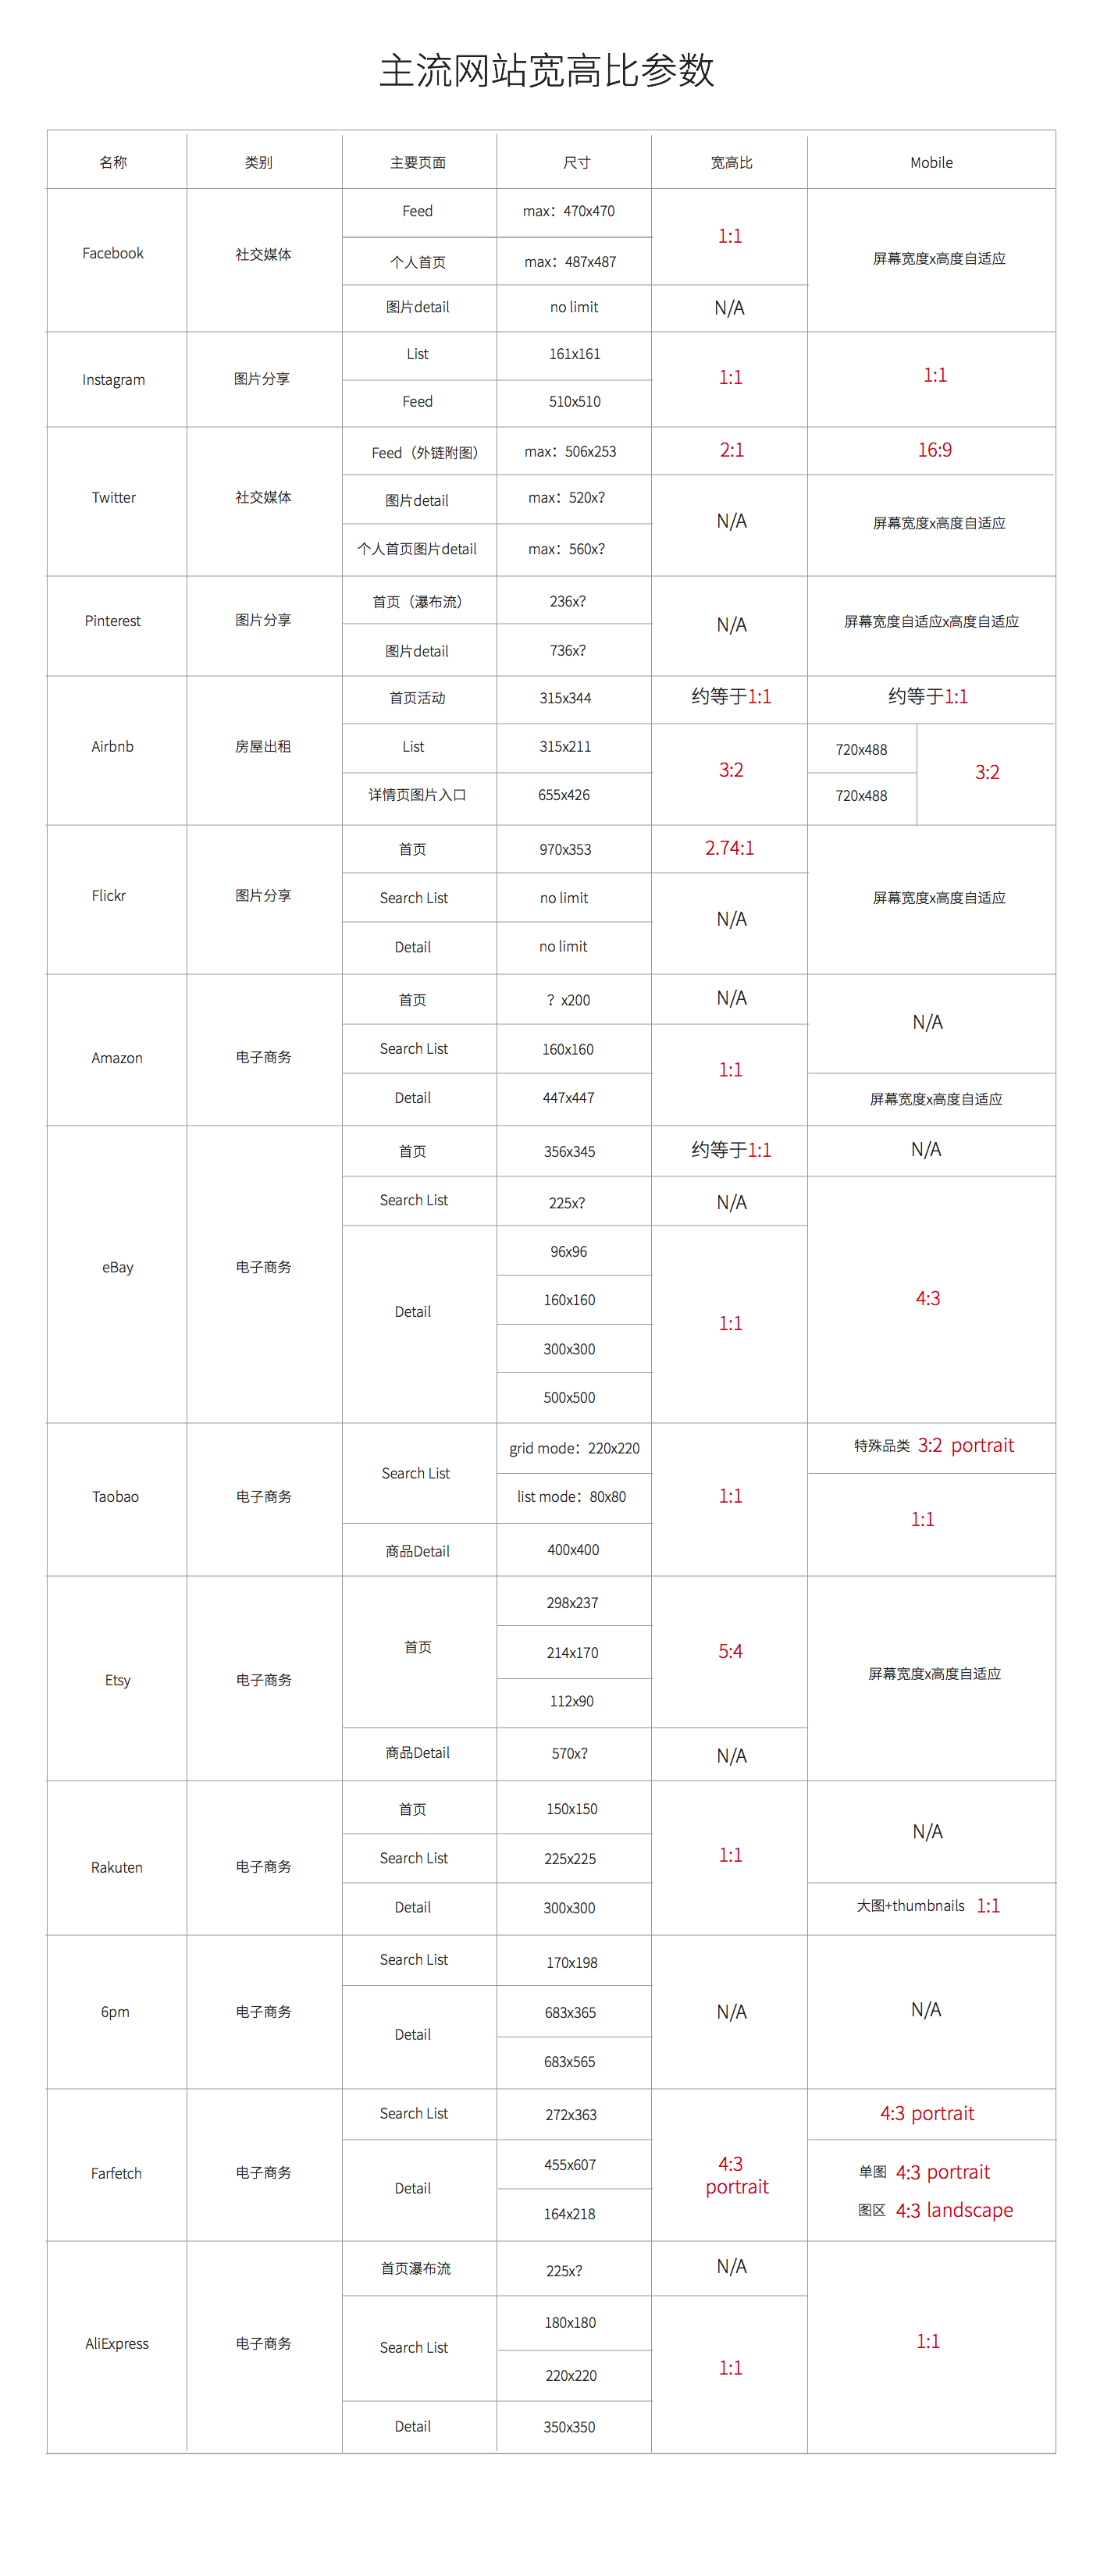 主流网站宽高比参数
名称 类别 主要页面 尺寸 宽高比 Mobile
Facebook 社交媒体
Feed max：470x470
1:1
个人首页 max：487x487
屏幕宽度x高度自适应
图片detail no limit N/A
Instagram 图片分享
List 161x161
1:1 1:1
Feed 510x510
Twitter 社交媒体
Feed（外链附图） max：506x253 2:1 16:9
图片detail max：520x？
N/A 屏幕宽度x高度自适应
个人首页图片detail max：560x？
Pinterest 图片分享
首页（瀑布流） 236x？
N/A 屏幕宽度自适应x高度自适应
图片detail 736x？
Airbnb 房屋出租
首页活动 315x344 约等于1:1 约等于1:1
List 315x211 720x488
3:2 3:2
详情页图片入口 655x426 720x488
Flickr 图片分享
首页 970x353 2.74:1
Search List no limit 屏幕宽度x高度自适应
N/A
Detail no limit
Amazon 电子商务
首页 ？x200 N/A
N/A
Search List 160x160
1:1
Detail 447x447 屏幕宽度x高度自适应
eBay 电子商务
首页 356x345 约等于1:1 N/A
Search List 225x？ N/A
Detail
96x96
160x160
4:3
1:1
300x300
500x500
Taobao 电子商务
Search List
grid mode：220x220 特殊品类 3:2 portrait
list mode：80x80
1:1 1:1
商品Detail 400x400
Etsy 电子商务
首页
298x237
214x170
5:4 屏幕宽度x高度自适应
112x90
商品Detail 570x？ N/A
Rakuten 电子商务
首页 150x150
N/A
Search List 225x225
1:1
Detail 300x300 大图+thumbnails 1:1
6pm 电子商务
Search List 170x198
Detail
683x365
N/A N/A
683x565
Farfetch 电子商务
Search List 272x363 4:3 portrait
Detail
455x607
4:3
portrait
单图 4:3 portrait
164x218 图区 4:3 landscape
AliExpress 电子商务
首页瀑布流 225x？ N/A
Search List
180x180
1:1
220x220
1:1
Detail 350x350